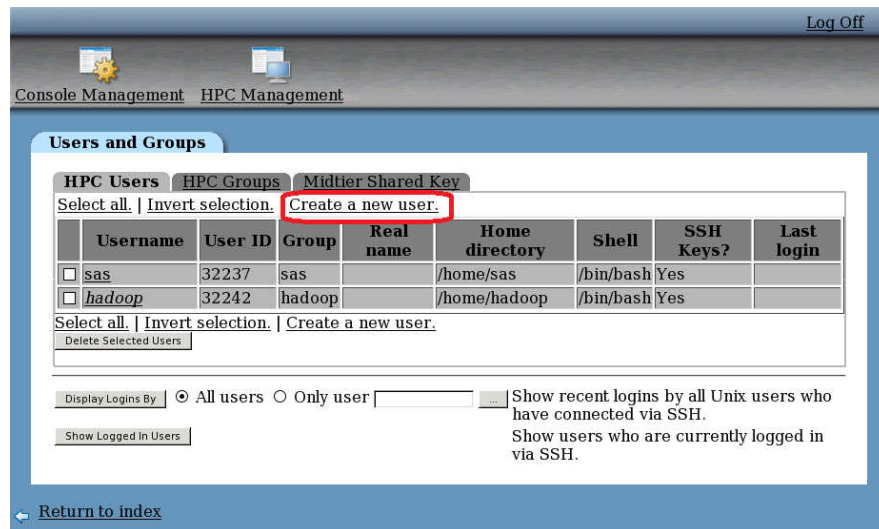 Log Off
Console Management HPC Management
Users and Groups
HPC Users HPC Groups Midtier Shared Key
Select all. | Invert selection. Create a new user.
Username User ID Group Real name Home directory Shell SSH Keys? Last login
sas 32237 sas /home/sas /bin/bash Yes
hadoop 32242 hadoop /home/hadoop /bin/bash Yes
Select all. | Invert selection. | Create a new user.
Delete Selected Users
Display Logins By All users Only user ... Show recent logins by all Unix users who
have connected via SSH.
Show Logged In Users Show users who are currently logged in
via SSH.
Return to index